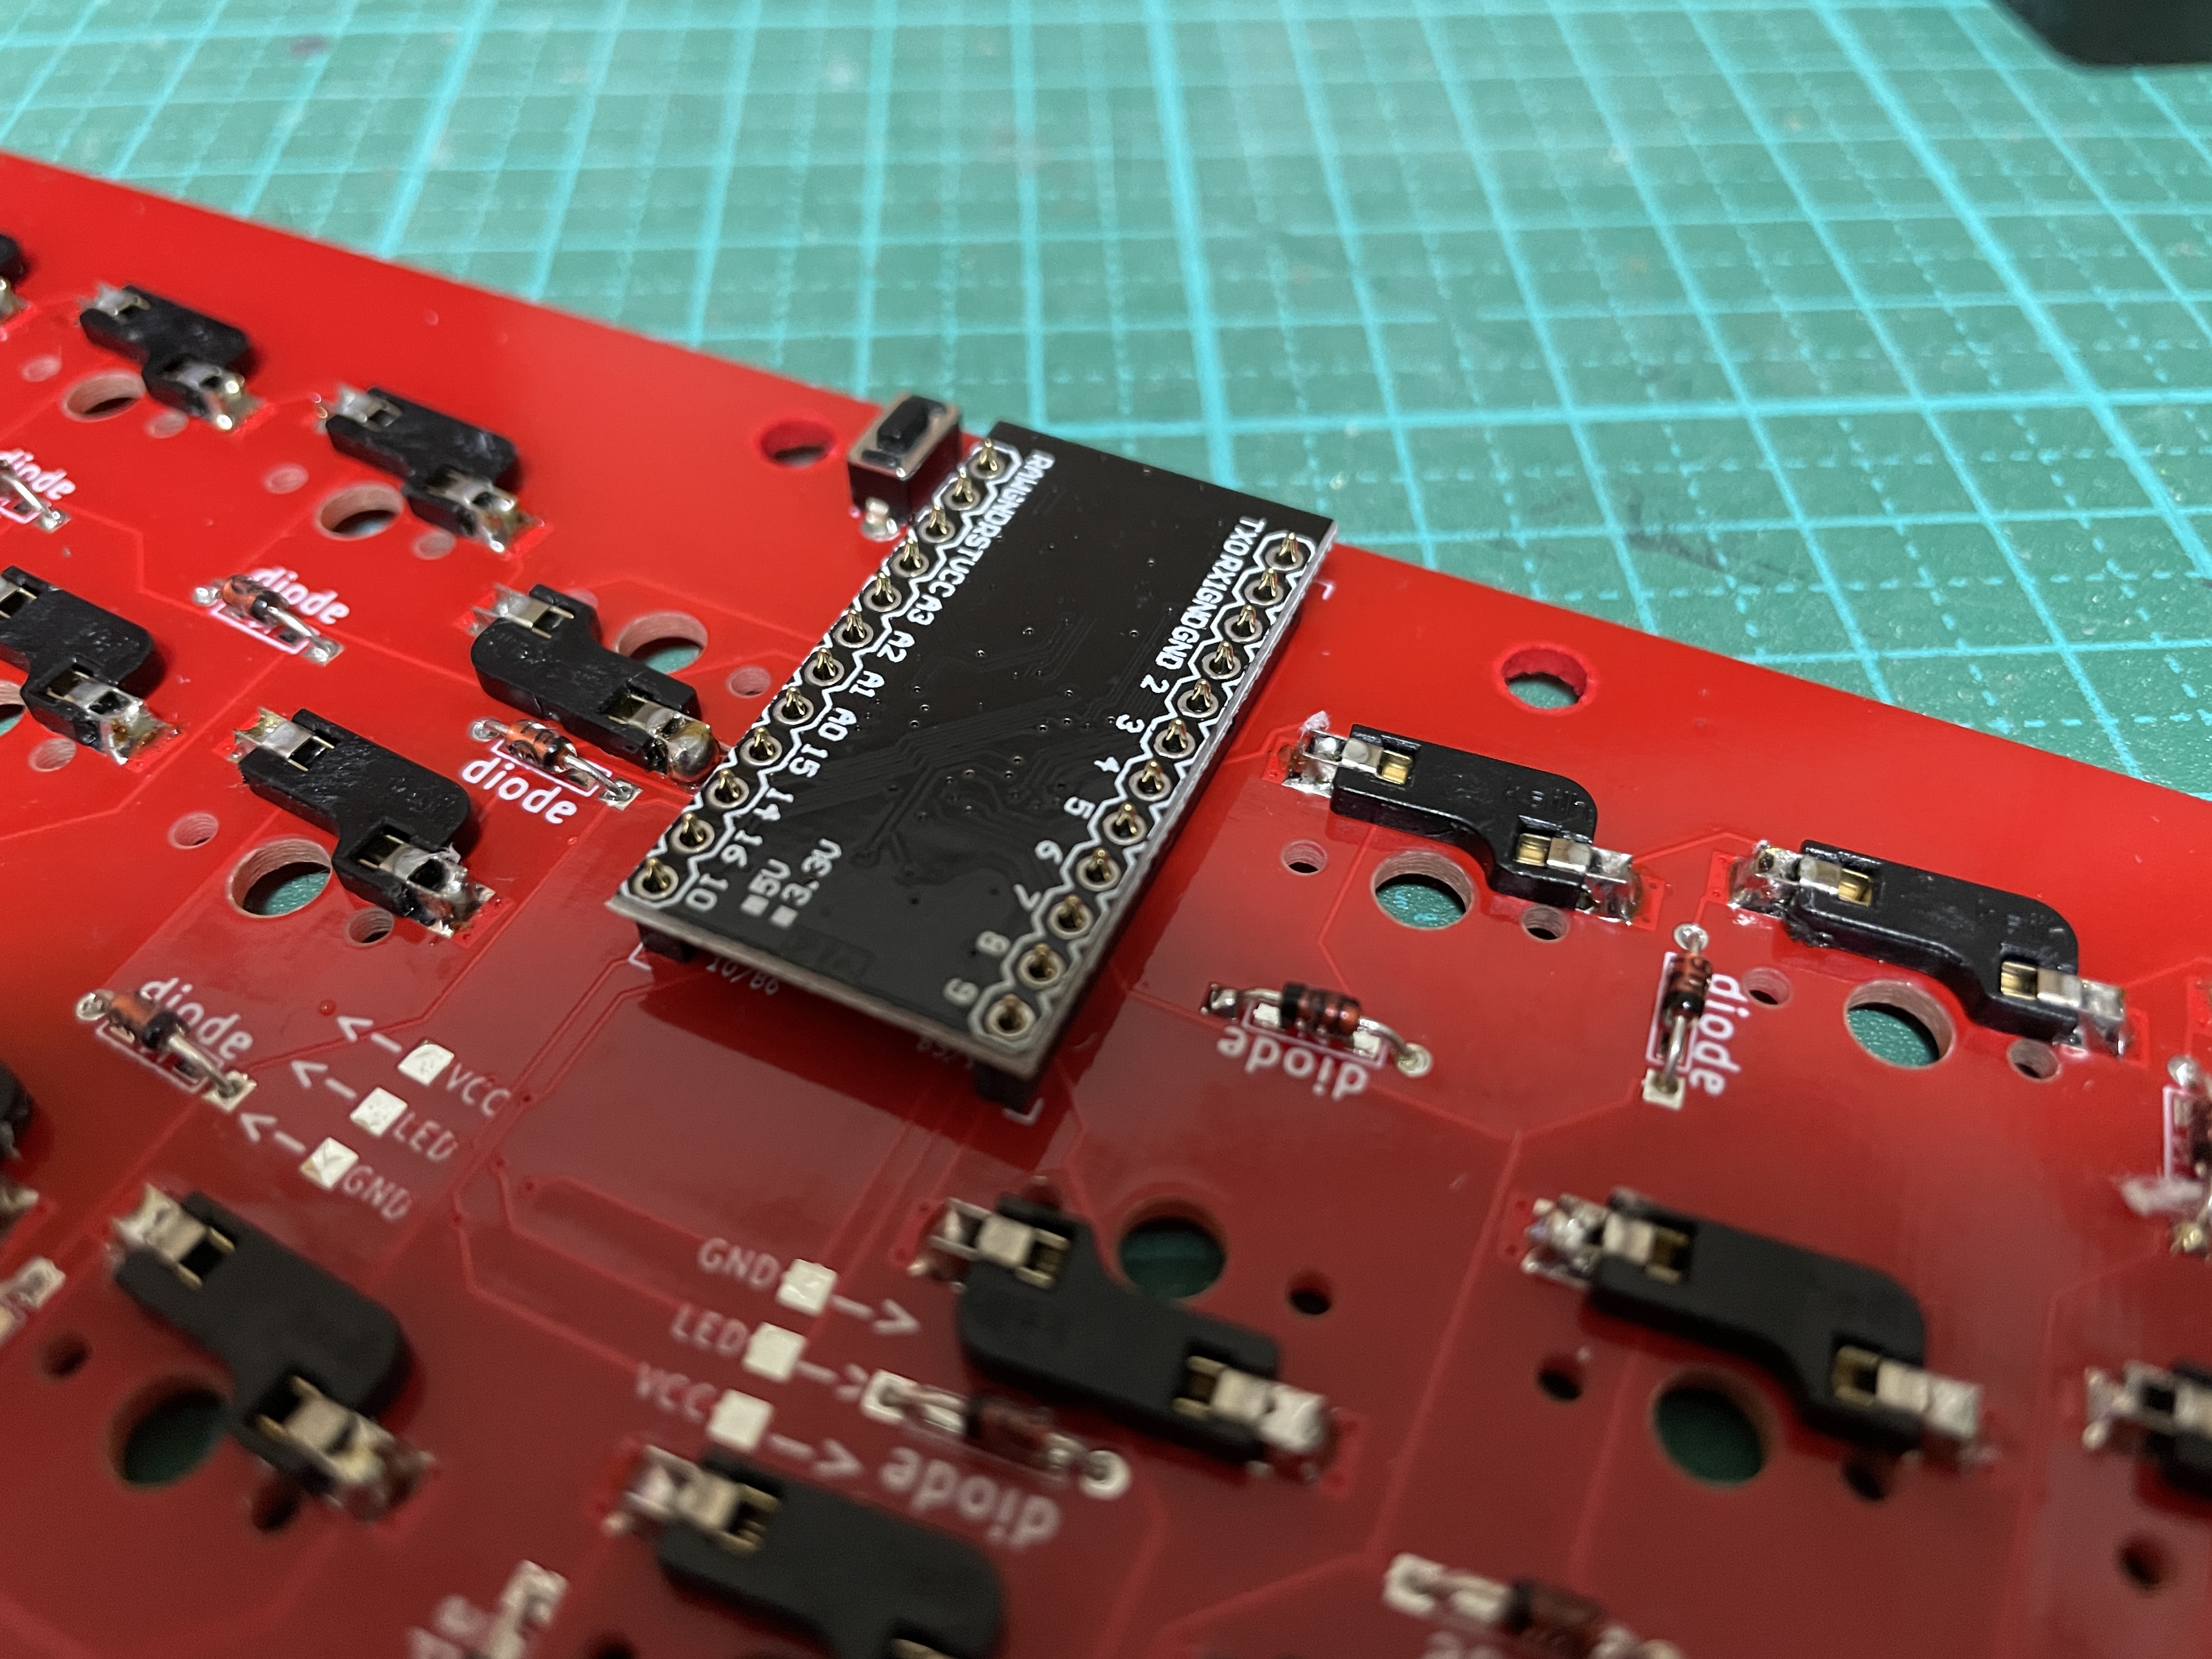 diode
diode
diode
diode
RAW GND RST VCC A3 A2 A1 A0 15 14 16 10
TX0 RXI GND GND 2 3 4 5 6 7 8 9
5V
3.3V
10/B6
diode
diode
VCC
LED
GND
GND
LED
VCC
diode